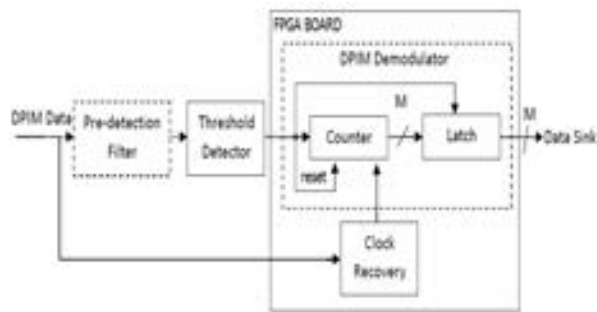 FPGA BOARD
DPIM Demodulator
DPIM Data
Pre-detection
Filter
Threshold
Detector
Counter
M
Latch
M
Data Sink
reset
Clock
Recovery